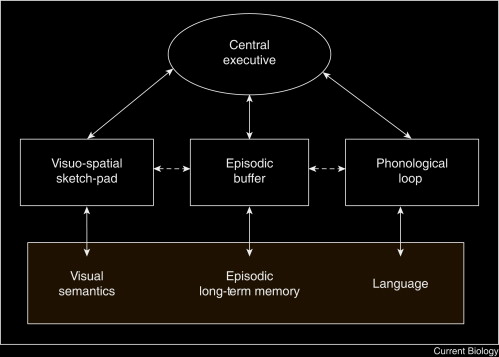 Central
executive
Visuo-spatial
sketch-pad
Episodic
buffer
Phonological
loop
Visual
semantics
Episodic
long-term memory
Language
Current Biology